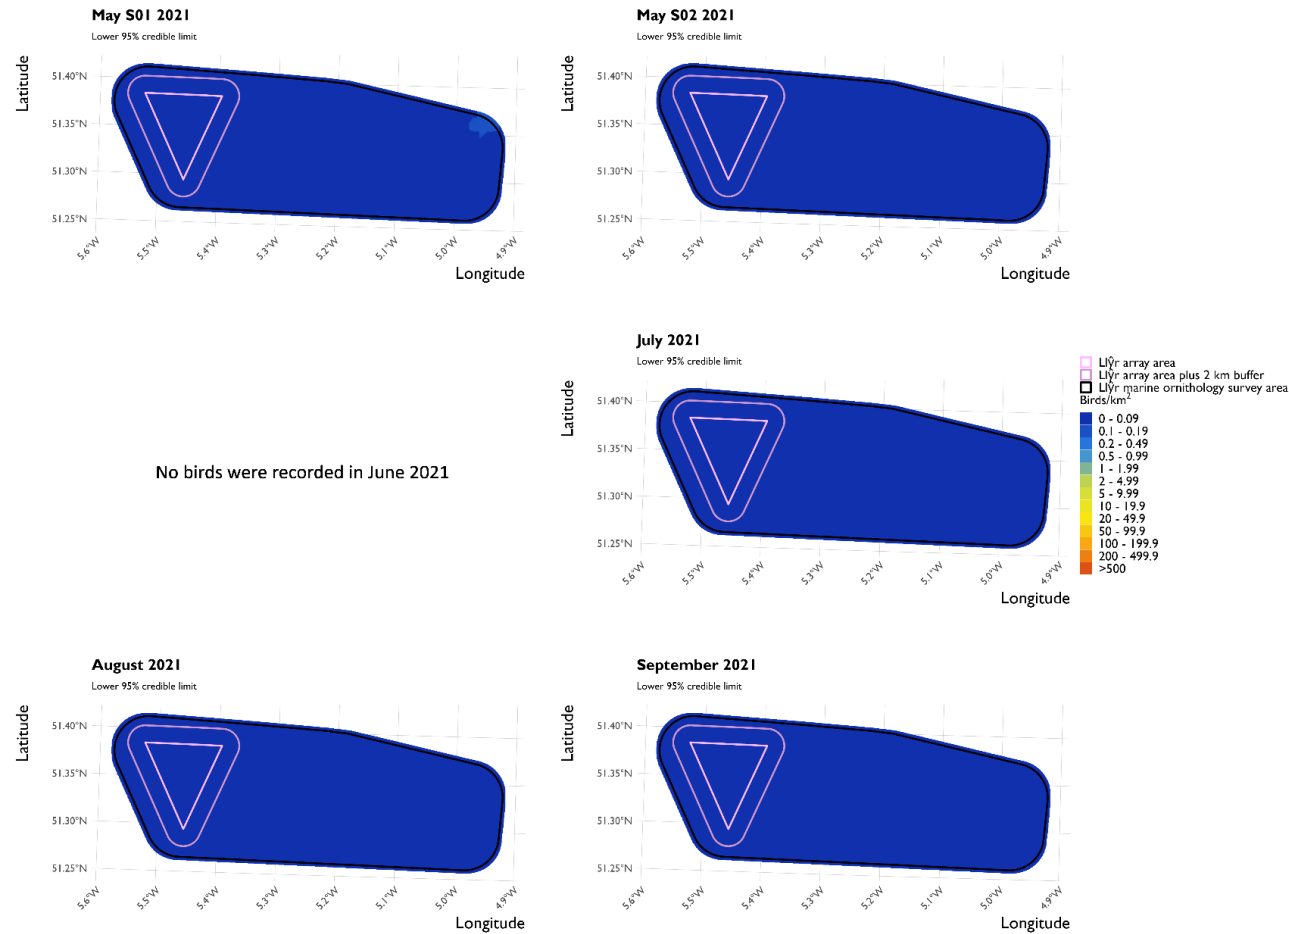 May S01 2021
Lower 95% credible limit
Latitude
51.40°N
51.35°N
51.30°N
51.25°N
5.6°W
5.5°W
5.4°W
5.3°W
5.2°W
5.1°W
5.0°W
4.9°W
Longitude
May S02 2021
Lower 95% credible limit
Latitude
51.40°N
51.35°N
51.30°N
51.25°N
5.6°W
5.5°W
5.4°W
5.3°W
5.2°W
5.1°W
5.0°W
4.9°W
Longitude
No birds were recorded in June 2021
July 2021
Lower 95% credible limit
Latitude
51.40°N
51.35°N
51.30°N
51.25°N
5.6°W
5.5°W
5.4°W
5.3°W
5.2°W
5.1°W
5.0°W
4.9°W
Longitude
Llŷr array area
Llŷr array area plus 2 km buffer
Llŷr marine ornithology survey area
Birds/km²
0 - 0.09
0.1 - 0.19
0.2 - 0.49
0.5 - 0.99
1 - 1.99
2 - 4.99
5 - 9.99
10 - 19.9
20 - 49.9
50 - 99.9
100 - 199.9
200 - 499.9
>500
August 2021
Lower 95% credible limit
Latitude
51.40°N
51.35°N
51.30°N
51.25°N
5.6°W
5.5°W
5.4°W
5.3°W
5.2°W
5.1°W
5.0°W
4.9°W
Longitude
September 2021
Lower 95% credible limit
Latitude
51.40°N
51.35°N
51.30°N
51.25°N
5.6°W
5.5°W
5.4°W
5.3°W
5.2°W
5.1°W
5.0°W
4.9°W
Longitude